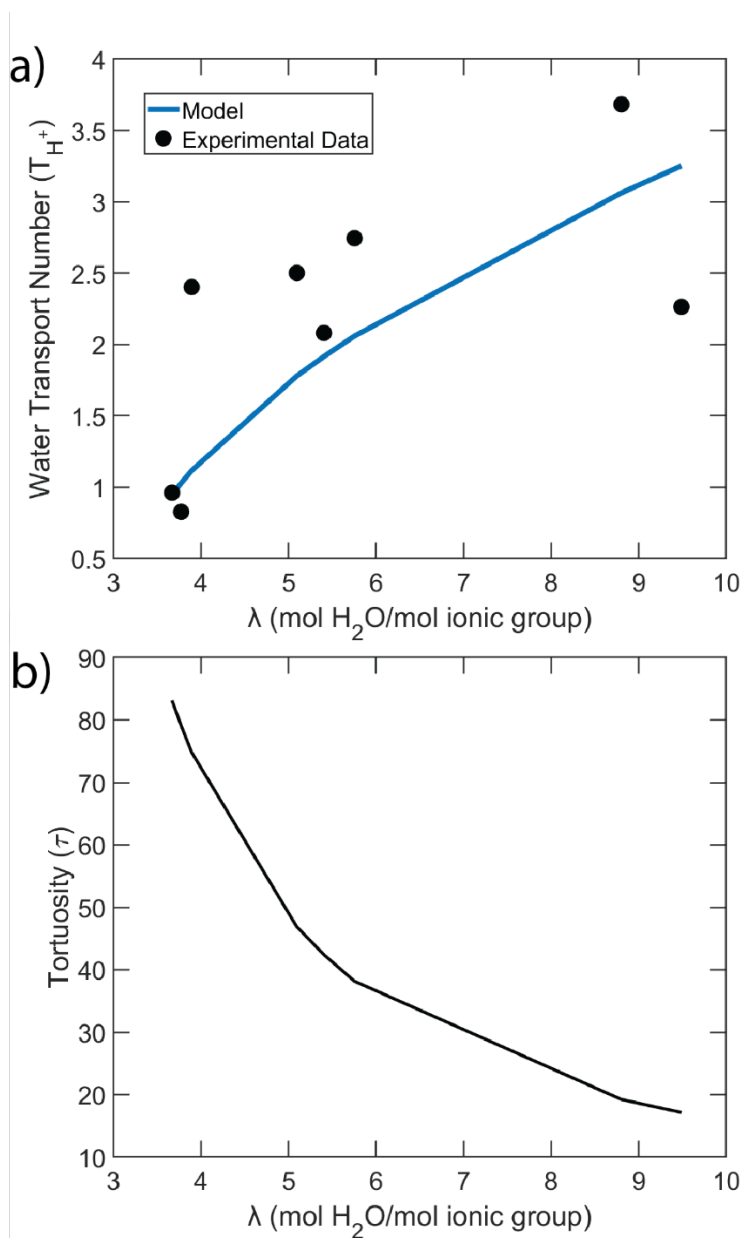 a)
4
3.5
3
2.5
2
1.5
1
0.5
Water Transport Number (T_H+)
Model
Experimental Data
3 4 5 6 7 8 9 10
λ (mol H₂O/mol ionic group)
b)
90
80
70
60
50
40
30
20
10
Tortuosity (τ)
3 4 5 6 7 8 9 10
λ (mol H₂O/mol ionic group)